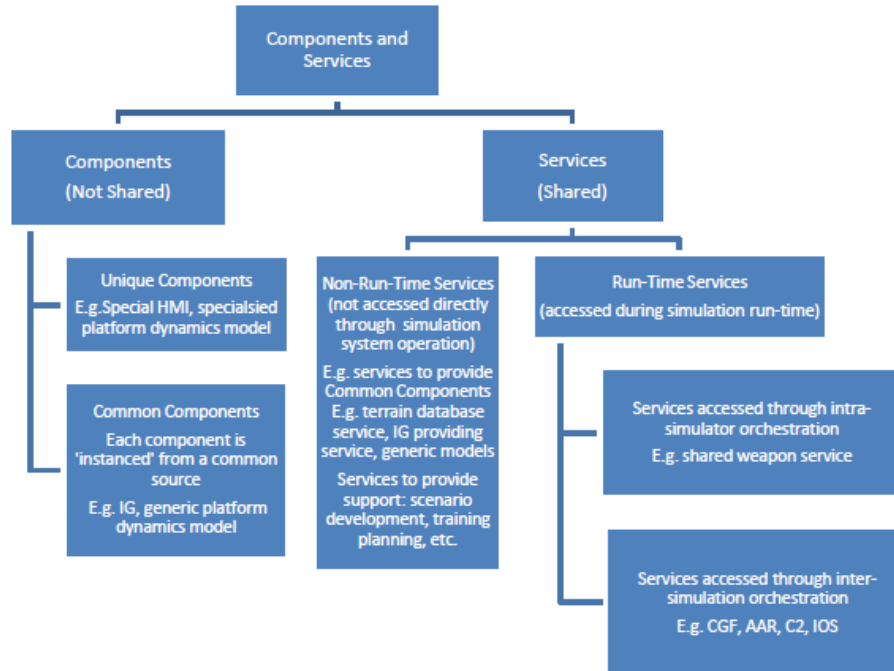 Components and
Services
Components
(Not Shared)
Services
(Shared)
Unique Components
E.g.Special HMI, specialsied
platform dynamics model
Common Components
Each component is
'instanced' from a common
source
E.g. IG, generic platform
dynamics model
Non-Run-Time Services
(not accessed directly
through simulation
system operation)
E.g. services to provide
Common Components
E.g. terrain database
service, IG providing
service, generic models
Services to provide
support: scenario
development, training
planning, etc.
Run-Time Services
(accessed during simulation run-time)
Services accessed through intra-
simulator orchestration
E.g. shared weapon service
Services accessed through inter-
simulation orchestration
E.g. CGF, AAR, C2, IOS